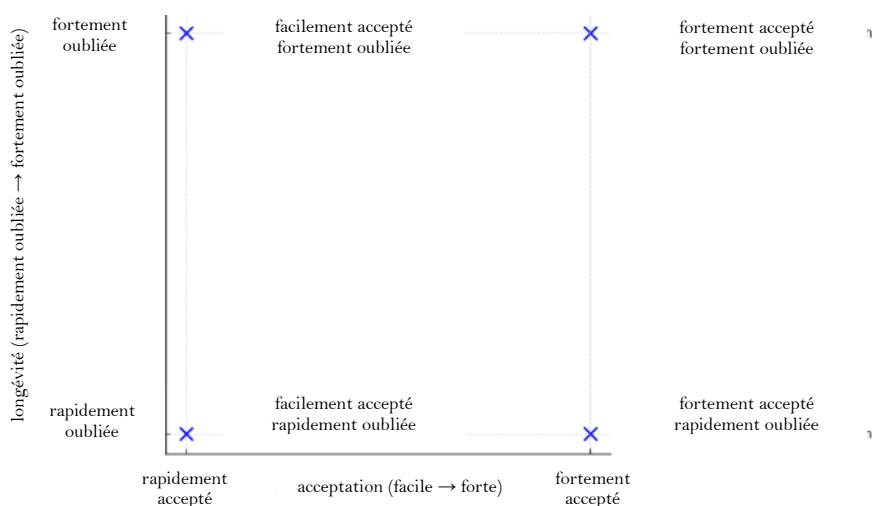 fortement
oubliée
facilement accepté
fortement oubliée
fortement accepté
fortement oubliée
longévité (rapidement oubliée → fortement oubliée)
rapidement
oubliée
facilement accepté
rapidement oubliée
fortement accepté
rapidement oubliée
rapidement
accepté
acceptation (facile → forte)
fortement
accepté